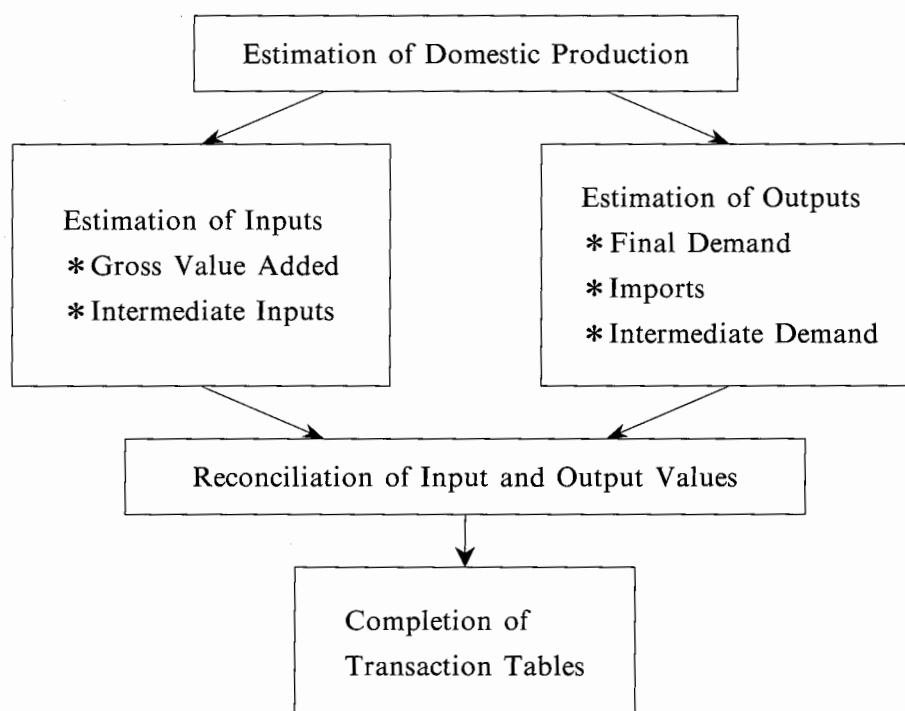 Estimation of Domestic Production
Estimation of Inputs
* Gross Value Added
* Intermediate Inputs
Estimation of Outputs
* Final Demand
* Imports
* Intermediate Demand
Reconciliation of Input and Output Values
Completion of
Transaction Tables